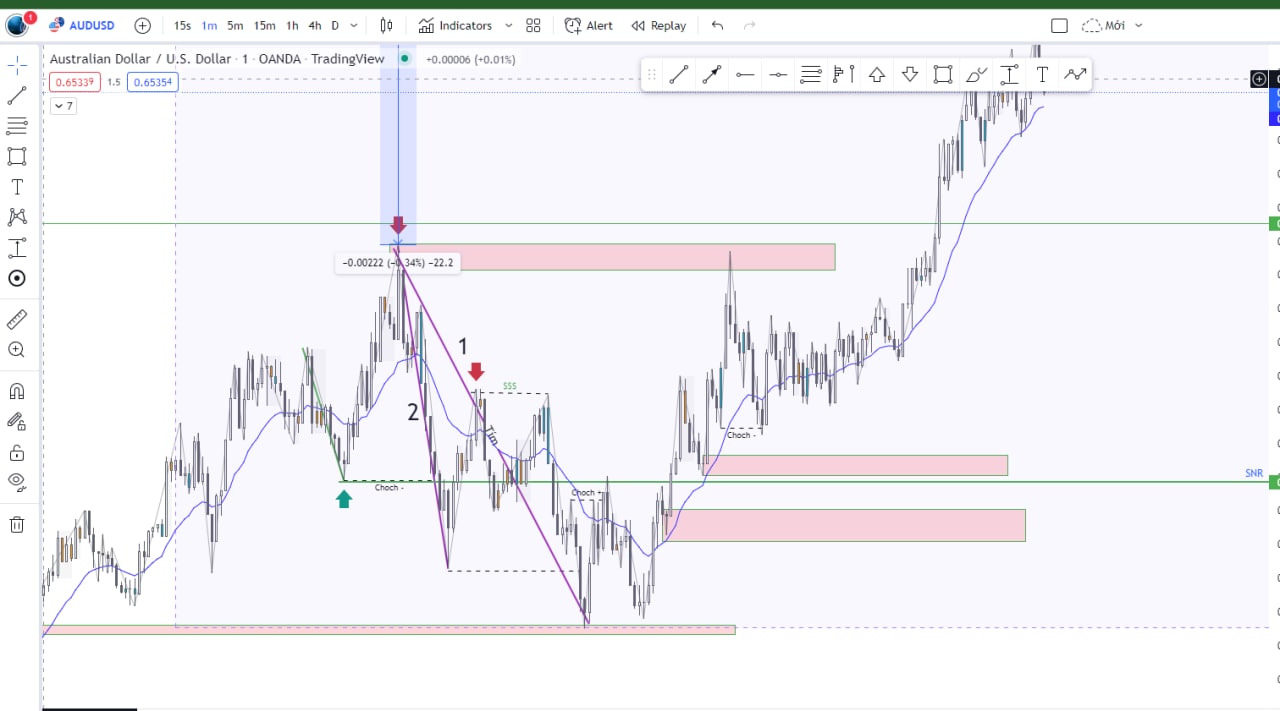 1 AUDUSD 15s 1m 5m 15m 1h 4h D Indicators Alert Replay Mới
Australian Dollar / U.S. Dollar · 1 · OANDA · TradingView +0.00006 (+0.01%)
0.65339 1.5 0.65354
7
T
T
−0.00222 (−0.34%) −22.2
1
SSS
2
Tím
Choch -
SNR
Choch -
Choch +